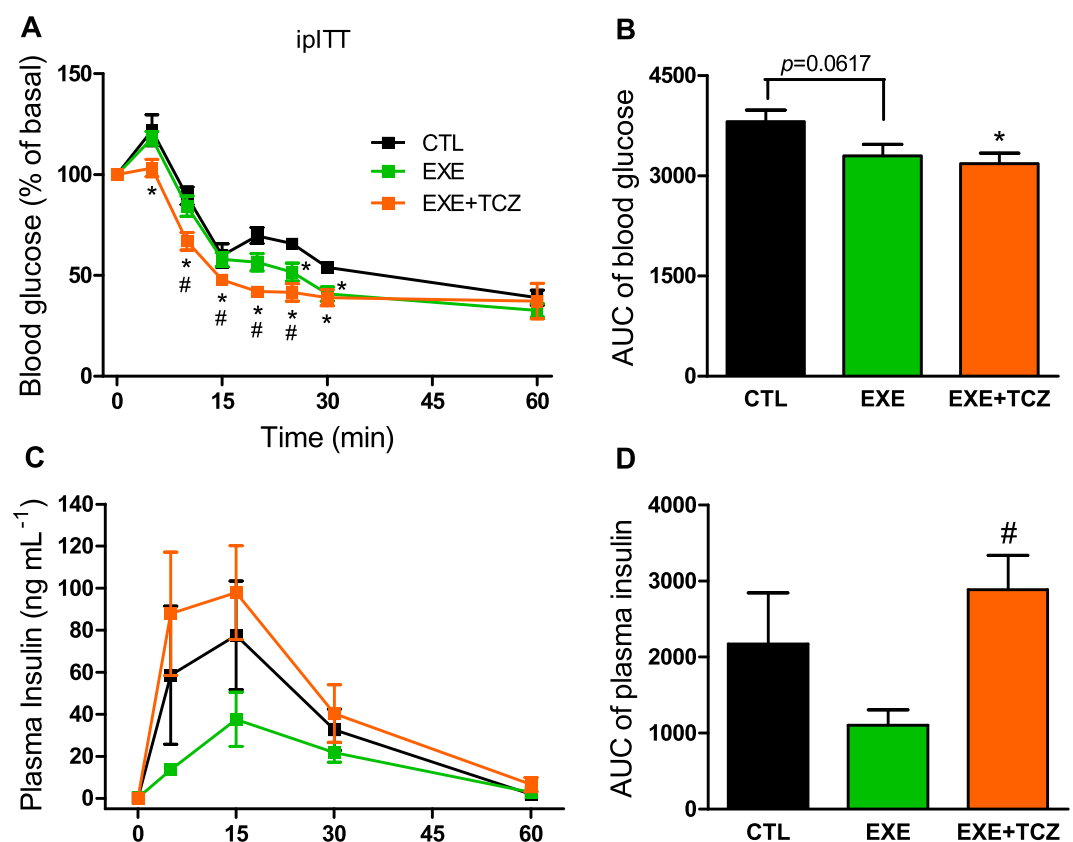 A
ipITT
Blood glucose (% of basal)
150
100
50
0
CTL
EXE
EXE+TCZ
*
*
#
*
#
*
#
*
#
*
*
*
0 15 30 45 60
Time (min)
B
AUC of blood glucose
4500
3000
1500
0
p=0.0617
*
CTL EXE EXE+TCZ
C
Plasma Insulin (ng mL⁻¹)
140
120
100
80
60
40
20
0
0 15 30 45 60
D
AUC of plasma insulin
4000
3000
2000
1000
0
#
CTL EXE EXE+TCZ